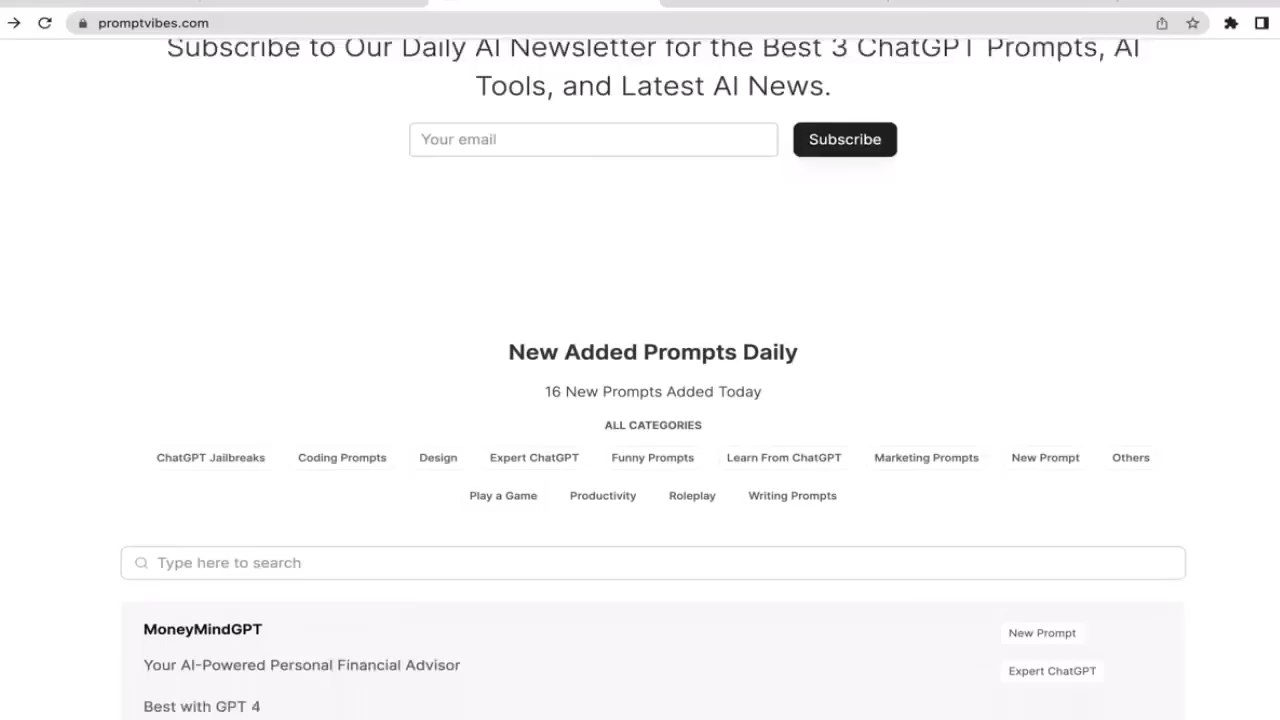 promptvibes.com
Subscribe to Our Daily AI Newsletter for the Best 3 ChatGPT Prompts, AI
Tools, and Latest AI News.
Your email
Subscribe
New Added Prompts Daily
16 New Prompts Added Today
ALL CATEGORIES
ChatGPT Jailbreaks Coding Prompts Design Expert ChatGPT Funny Prompts Learn From ChatGPT Marketing Prompts New Prompt Others
Play a Game Productivity Roleplay Writing Prompts
Type here to search
MoneyMindGPT
New Prompt
Your AI-Powered Personal Financial Advisor
Expert ChatGPT
Best with GPT 4